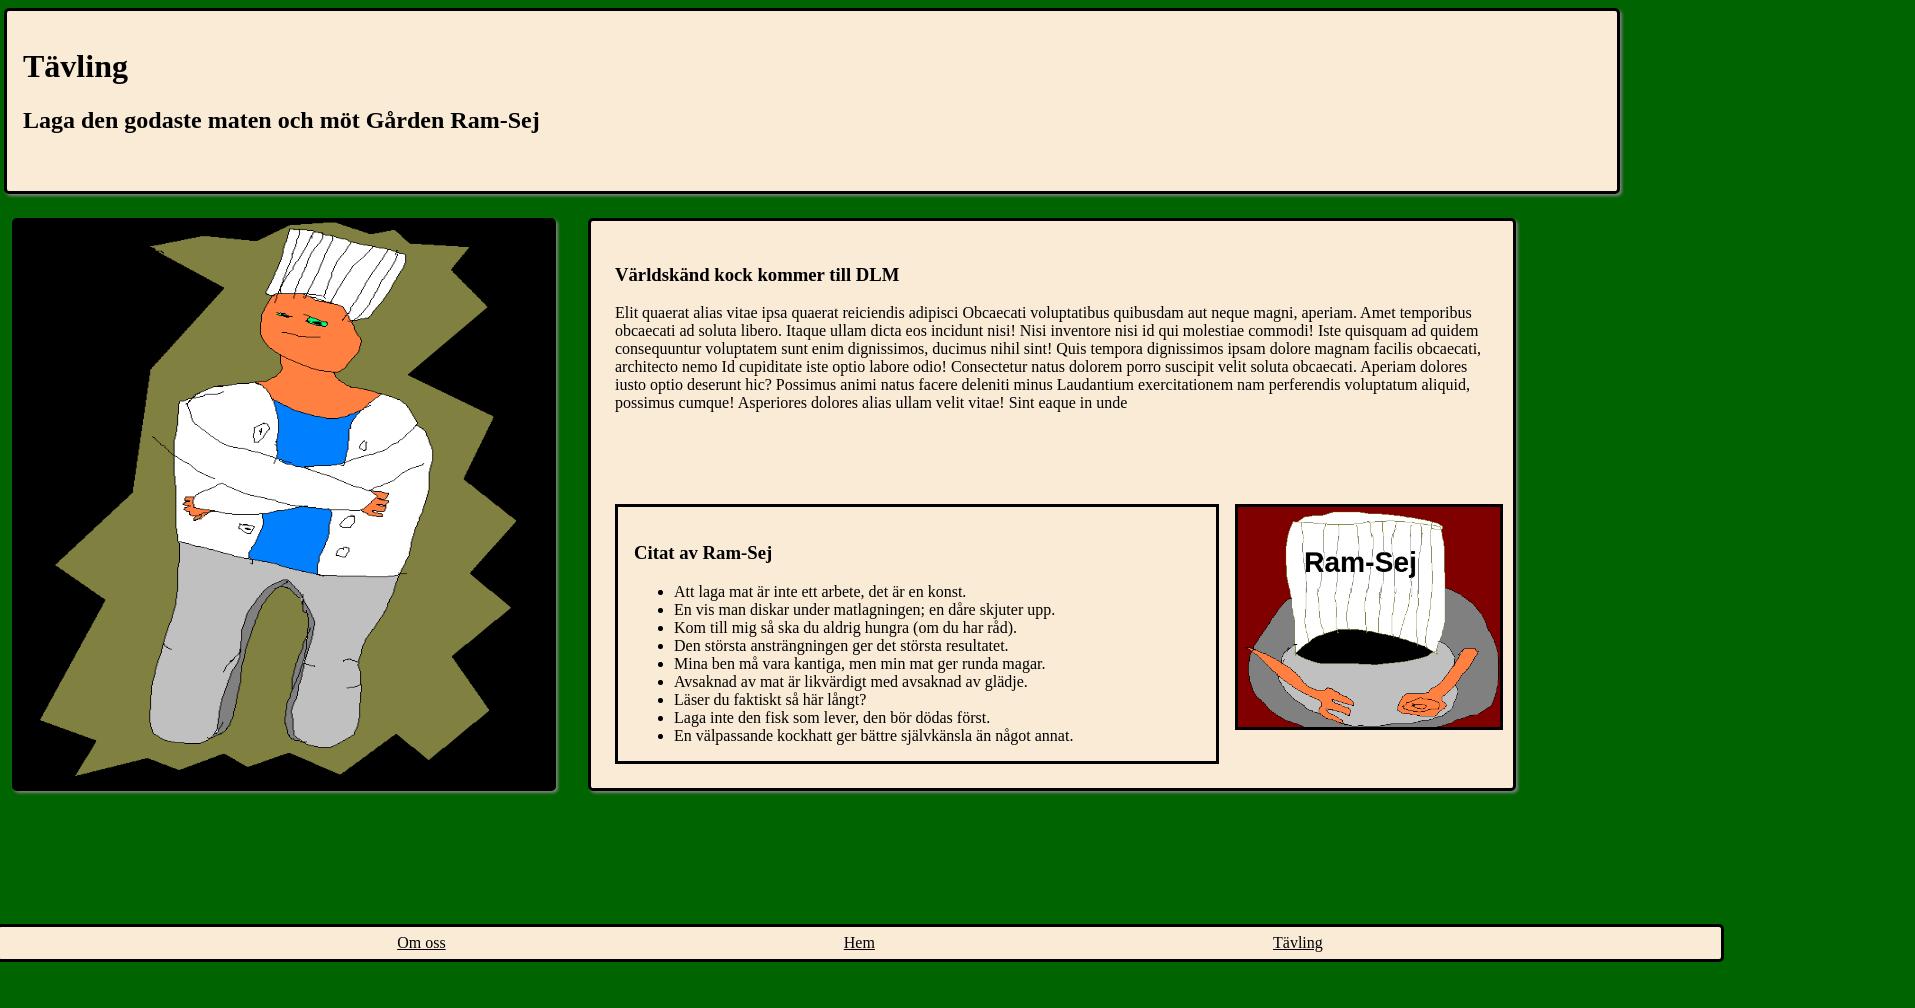 Tävling
Laga den godaste maten och möt Gården Ram-Sej
Världskänd kock kommer till DLM
Elit quaerat alias vitae ipsa quaerat reiciendis adipisci Obcaecati voluptatibus quibusdam aut neque magni, aperiam. Amet temporibus
obcaecati ad soluta libero. Itaque ullam dicta eos incidunt nisi! Nisi inventore nisi id qui molestiae commodi! Iste quisquam ad quidem
consequuntur voluptatem sunt enim dignissimos, ducimus nihil sint! Quis tempora dignissimos ipsam dolore magnam facilis obcaecati,
architecto nemo Id cupiditate iste optio labore odio! Consectetur natus dolorem porro suscipit velit soluta obcaecati. Aperiam dolores
iusto optio deserunt hic? Possimus animi natus facere deleniti minus Laudantium exercitationem nam perferendis voluptatum aliquid,
possimus cumque! Asperiores dolores alias ullam velit vitae! Sint eaque in unde
Citat av Ram-Sej
Att laga mat är inte ett arbete, det är en konst.
En vis man diskar under matlagningen; en dåre skjuter upp.
Kom till mig så ska du aldrig hungra (om du har råd).
Den största ansträngningen ger det största resultatet.
Mina ben må vara kantiga, men min mat ger runda magar.
Avsaknad av mat är likvärdigt med avsaknad av glädje.
Läser du faktiskt så här långt?
Laga inte den fisk som lever, den bör dödas först.
En välpassande kockhatt ger bättre självkänsla än något annat.
Ram-Sej
Om oss
Hem
Tävling